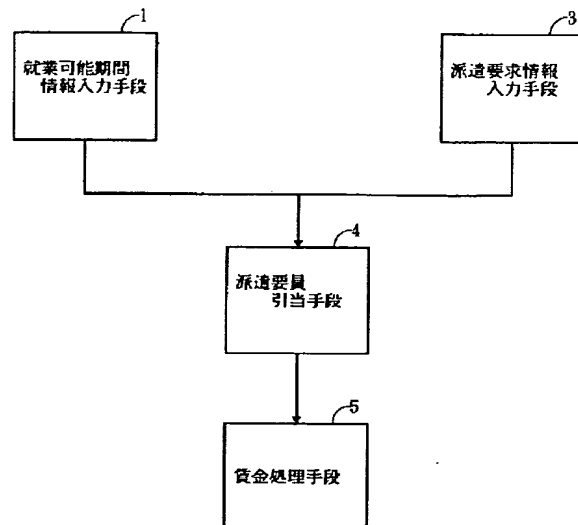 1
就業可能期間
情報入力手段
3
派遣要求情報
入力手段
4
派遣要員
引当手段
5
賃金処理手段